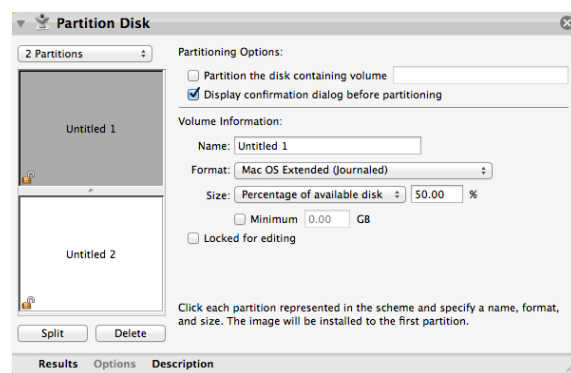 Partition Disk
2 Partitions
Untitled 1
Untitled 2
Split Delete
Partitioning Options:
Partition the disk containing volume
Display confirmation dialog before partitioning
Volume Information:
Name: Untitled 1
Format: Mac OS Extended (Journaled)
Size: Percentage of available disk 50.00 %
Minimum 0.00 GB
Locked for editing
Click each partition represented in the scheme and specify a name, format,
and size. The image will be installed to the first partition.
Results Options Description